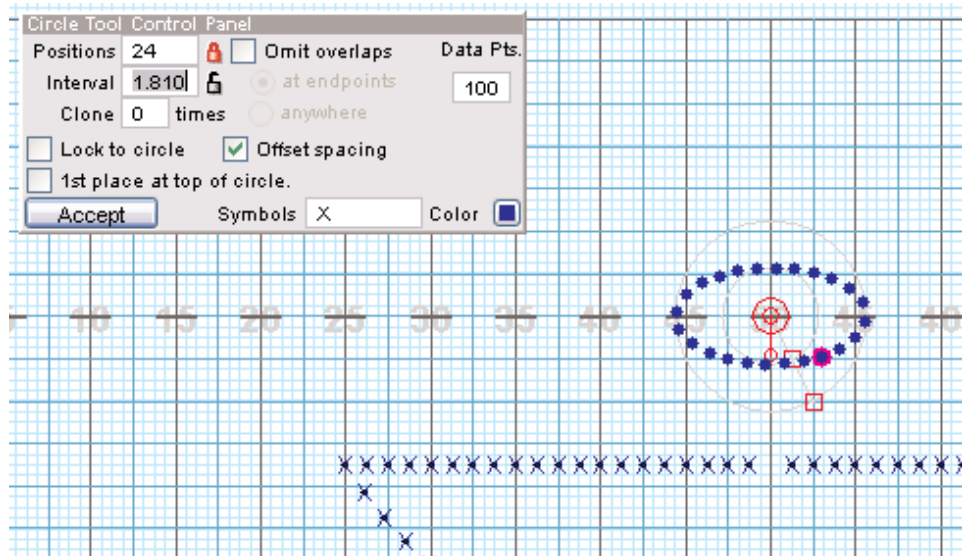 Circle Tool Control Panel
Positions 24 Omit overlaps Data Pts.
Interval 1.810 at endpoints 100
Clone 0 times anywhere
Lock to circle Offset spacing
1st place at top of circle.
Accept Symbols X Color
10 15 20 25 30 35 40 45 45 40